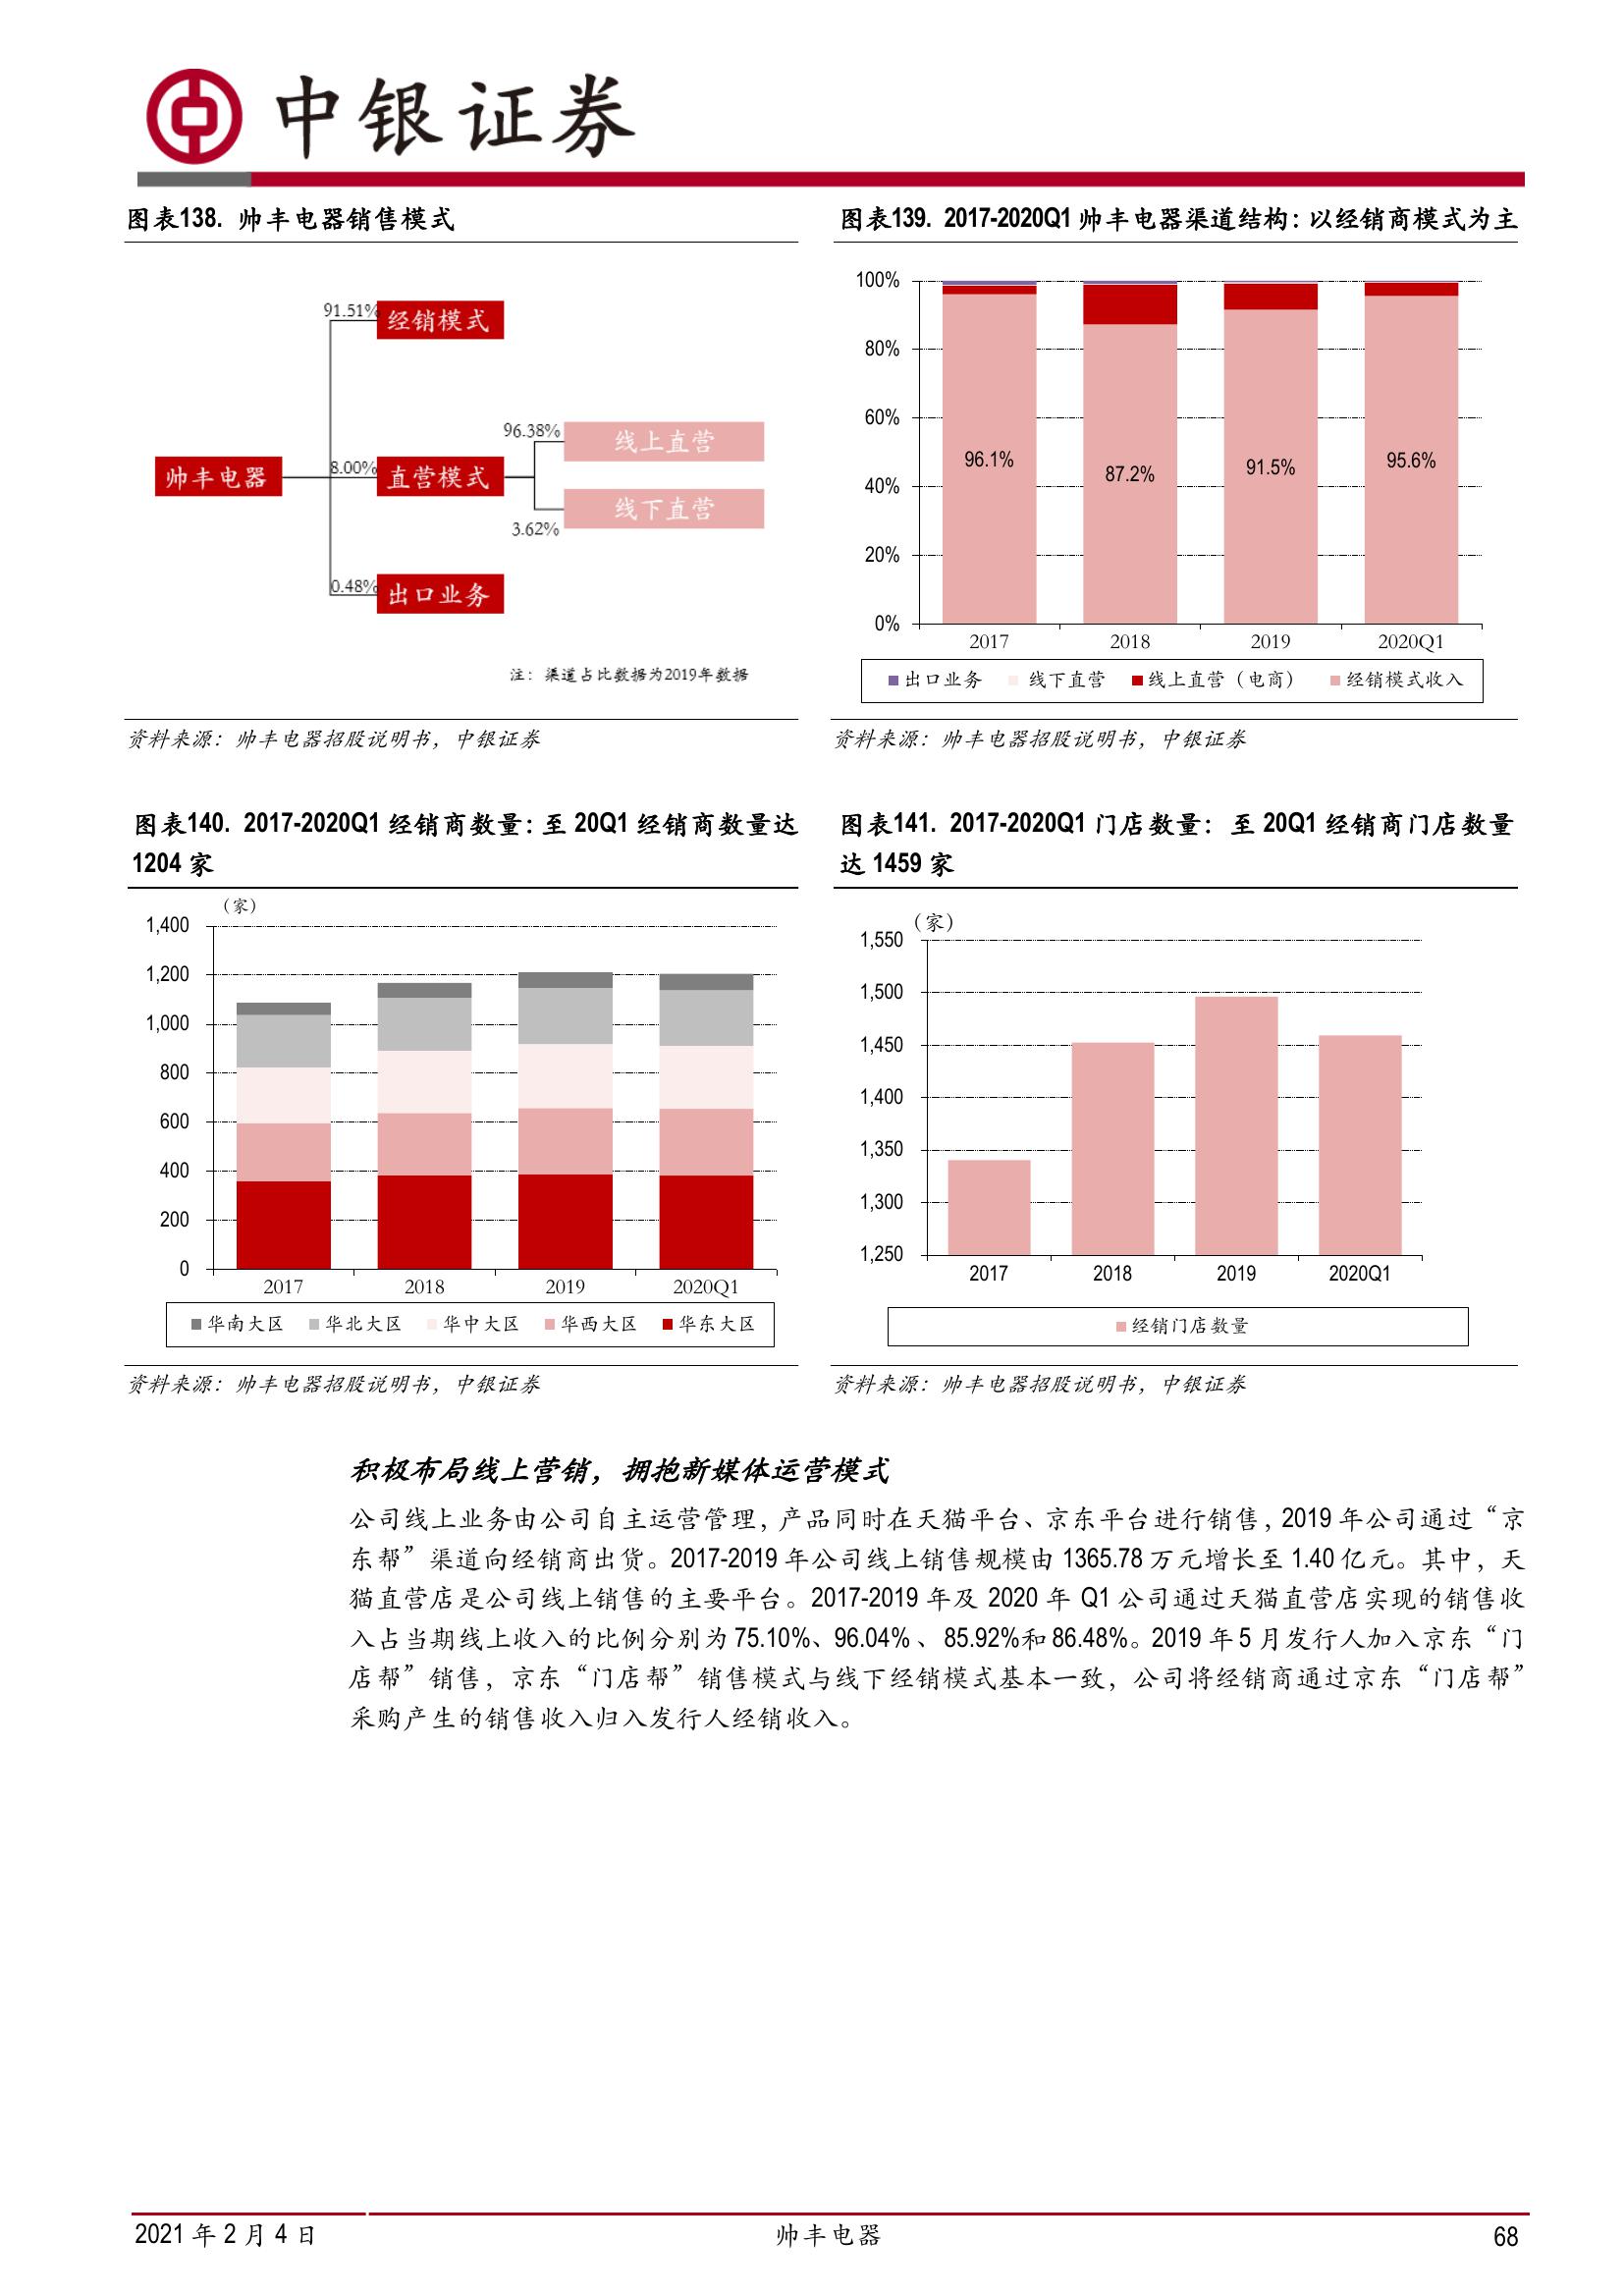 中银证券
图表138. 帅丰电器销售模式
91.51%
经销模式
96.38%
线上直营
帅丰电器
8.00%
直营模式
线下直营
3.62%
0.48%
出口业务
注：渠道占比数据为2019年数据
资料来源：帅丰电器招股说明书，中银证券
图表139. 2017-2020Q1 帅丰电器渠道结构：以经销商模式为主
100%
80%
60%
40%
20%
0%
96.1%
87.2%
91.5%
95.6%
2017 2018 2019 2020Q1
出口业务 线下直营 线上直营（电商） 经销模式收入
资料来源：帅丰电器招股说明书，中银证券
图表140. 2017-2020Q1 经销商数量：至 20Q1 经销商数量达
1204 家
（家）
1,400
1,200
1,000
800
600
400
200
0
2017 2018 2019 2020Q1
华南大区 华北大区 华中大区 华西大区 华东大区
资料来源：帅丰电器招股说明书，中银证券
图表141. 2017-2020Q1 门店数量： 至 20Q1 经销商门店数量
达 1459 家
（家）
1,550
1,500
1,450
1,400
1,350
1,300
1,250
2017 2018 2019 2020Q1
经销门店数量
资料来源：帅丰电器招股说明书，中银证券
积极布局线上营销，拥抱新媒体运营模式
公司线上业务由公司自主运营管理，产品同时在天猫平台、京东平台进行销售，2019 年公司通过“京
东帮”渠道向经销商出货。2017-2019 年公司线上销售规模由 1365.78 万元增长至 1.40 亿元。其中，天
猫直营店是公司线上销售的主要平台。2017-2019 年及 2020 年 Q1 公司通过天猫直营店实现的销售收
入占当期线上收入的比例分别为 75.10%、96.04% 、 85.92%和 86.48%。2019 年 5 月发行人加入京东“门
店帮”销售，京东“门店帮”销售模式与线下经销模式基本一致，公司将经销商通过京东“门店帮”
采购产生的销售收入归入发行人经销收入。
2021 年 2 月 4 日 帅丰电器 68